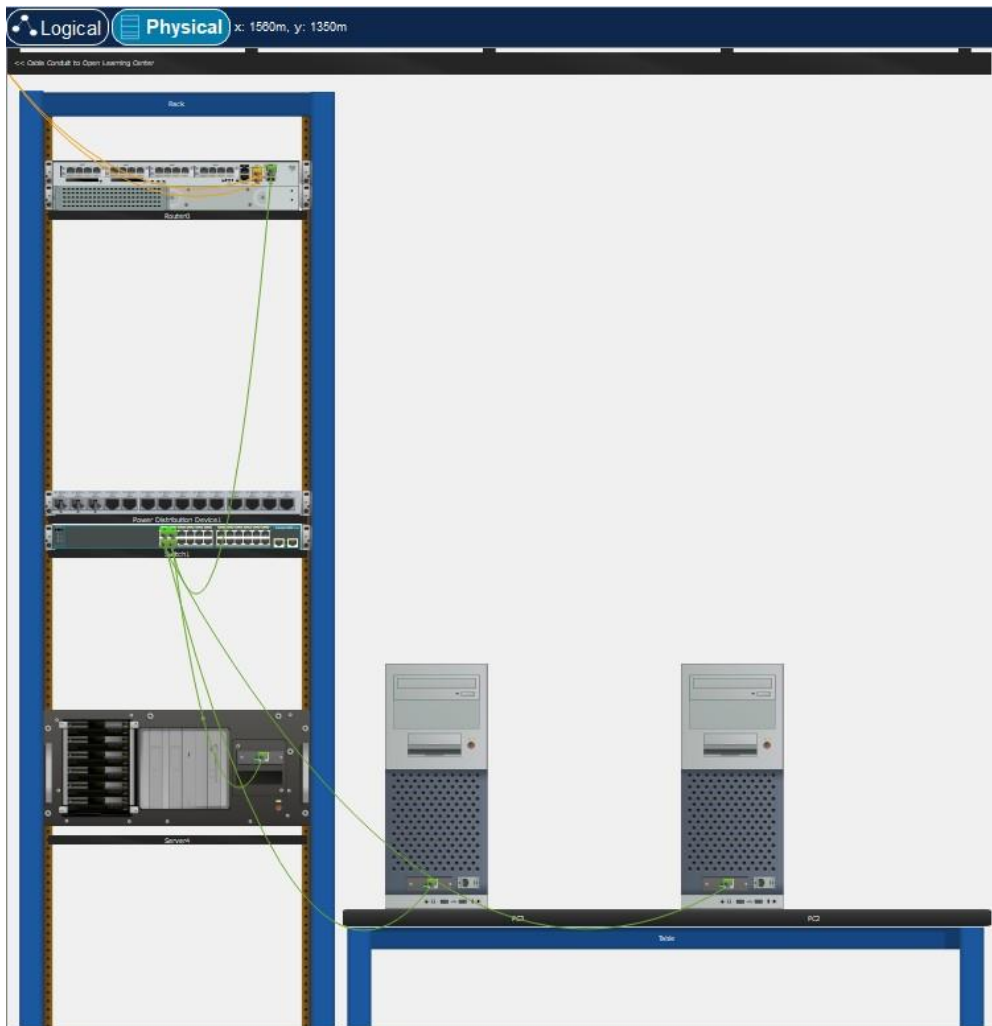 Logical
Physical
x: 1560m, y: 1350m
<< Cable Conduit to Open Learning Center
Rack
Router0
Power Distribution Device1
Switch1
Server4
PC1
PC2
Table